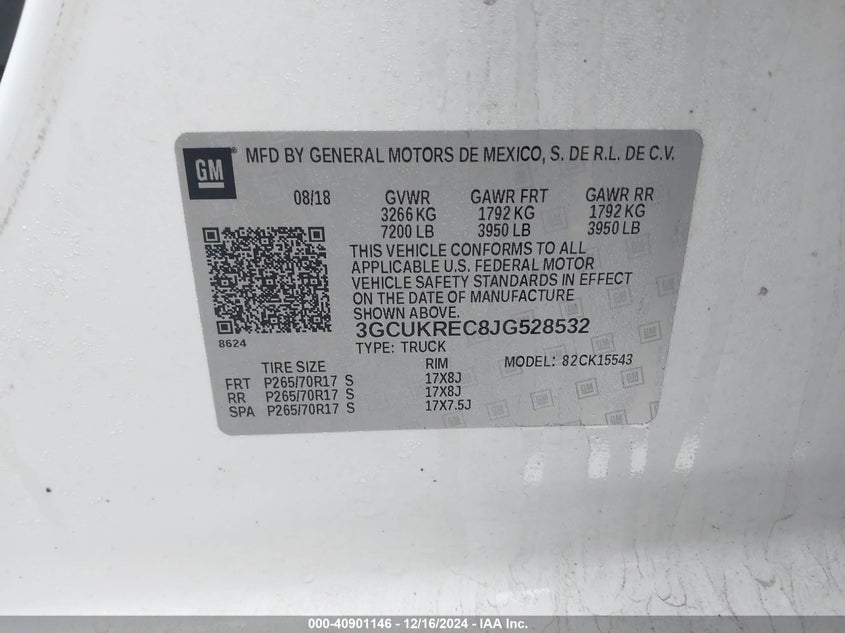 GM
MFD BY GENERAL MOTORS DE MEXICO, S. DE R.L. DE C.V.
08/18 GVWR GAWR FRT GAWR RR
3266 KG 1792 KG 1792 KG
7200 LB 3950 LB 3950 LB
THIS VEHICLE CONFORMS TO ALL
APPLICABLE U.S. FEDERAL MOTOR
VEHICLE SAFETY STANDARDS IN EFFECT
ON THE DATE OF MANUFACTURE
SHOWN ABOVE.
3GCUKREC8JG528532
8624
TYPE: TRUCK
TIRE SIZE RIM MODEL: 82CK15543
FRT P265/70R17 S 17X8J
RR P265/70R17 S 17X8J
SPA P265/70R17 S 17X7.5J
000-40901146 - 12/16/2024 - IAA Inc.